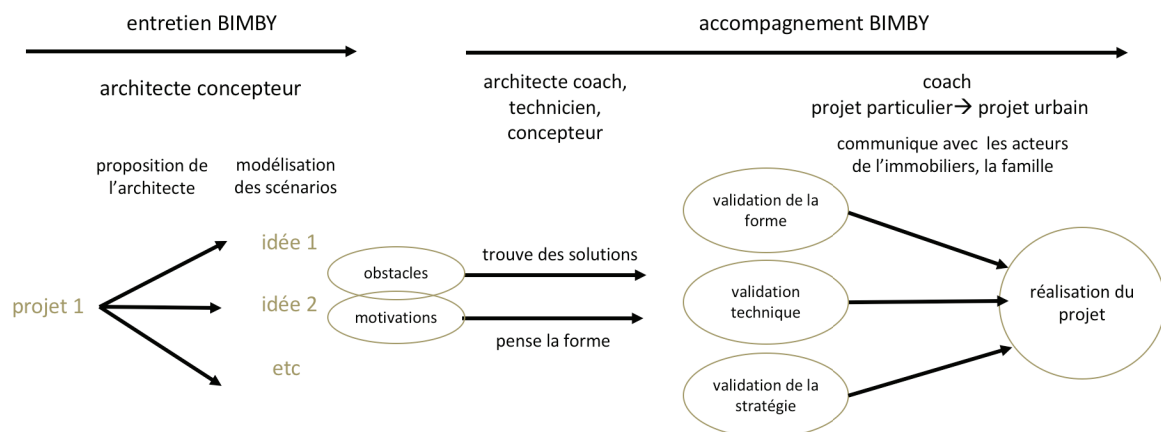 entretien BIMBY
accompagnement BIMBY
architecte concepteur
architecte coach,
technicien,
concepteur
coach
projet particulier→ projet urbain
communique avec les acteurs
de l'immobiliers, la famille
proposition de
l'architecte
modélisation
des scénarios
projet 1
idée 1
idée 2
etc
obstacles
motivations
trouve des solutions
pense la forme
validation de la
forme
validation
technique
validation de la
stratégie
réalisation du
projet